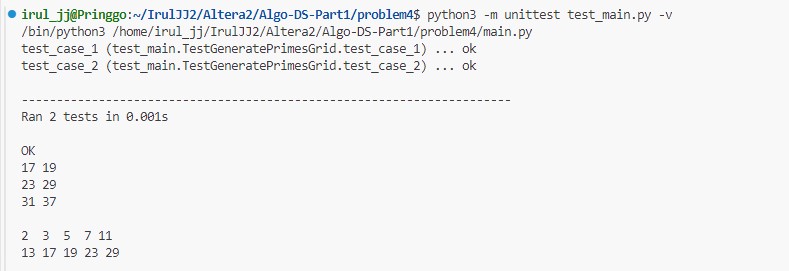 irul_jj@Pringgo:~/IrulJJ2/Altera2/Algo-DS-Part1/problem4$ python3 -m unittest test_main.py -v
/bin/python3 /home/irul_jj/IrulJJ2/Altera2/Algo-DS-Part1/problem4/main.py
test_case_1 (test_main.TestGeneratePrimesGrid.test_case_1) ... ok
test_case_2 (test_main.TestGeneratePrimesGrid.test_case_2) ... ok
----------------------------------------------------------------------
Ran 2 tests in 0.001s
OK
17 19
23 29
31 37
2  3  5  7 11
13 17 19 23 29